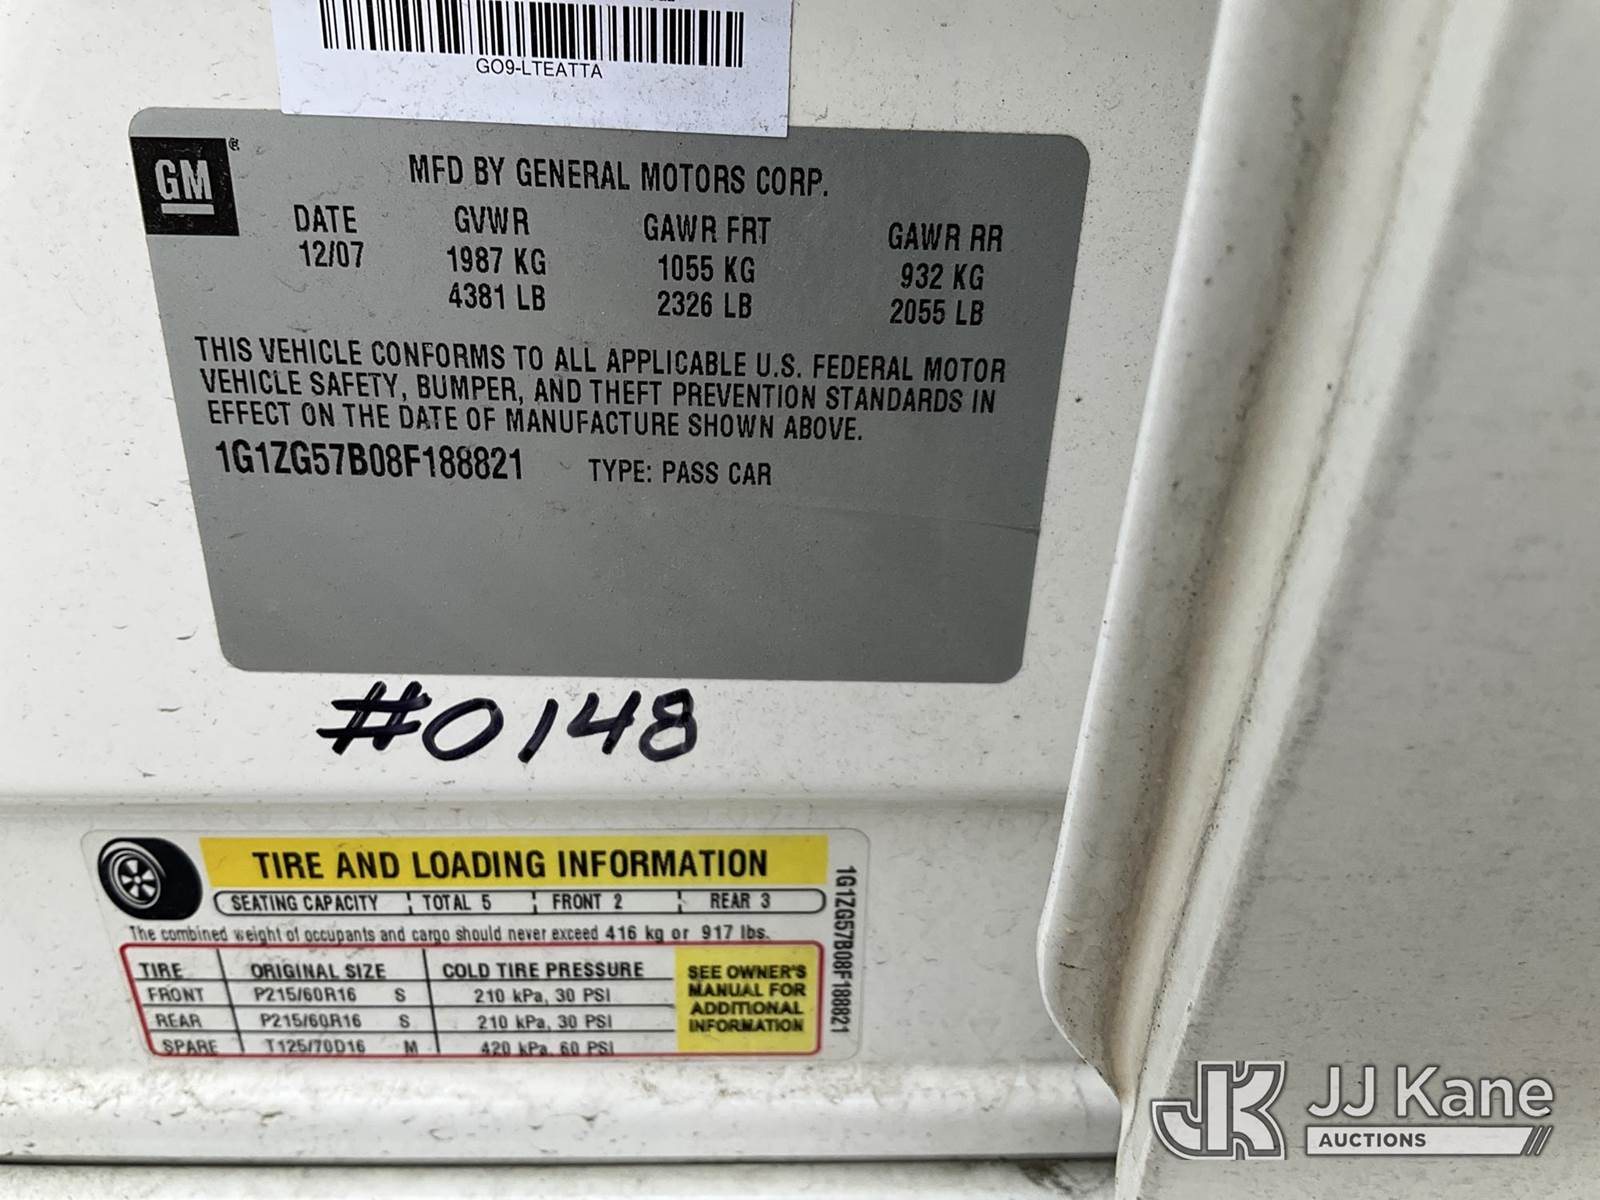 GO9-LTEATTA
GM®
MFD BY GENERAL MOTORS CORP.
DATE GVWR GAWR FRT GAWR RR
12/07 1987 KG 1055 KG 932 KG
4381 LB 2326 LB 2055 LB
THIS VEHICLE CONFORMS TO ALL APPLICABLE U.S. FEDERAL MOTOR
VEHICLE SAFETY, BUMPER, AND THEFT PREVENTION STANDARDS IN
EFFECT ON THE DATE OF MANUFACTURE SHOWN ABOVE.
1G1ZG57B08F188821 TYPE: PASS CAR
#0148
TIRE AND LOADING INFORMATION
SEATING CAPACITY TOTAL 5 FRONT 2 REAR 3
The combined weight of occupants and cargo should never exceed 416 kg or 917 lbs.
TIRE ORIGINAL SIZE COLD TIRE PRESSURE
FRONT P215/60R16 S 210 kPa, 30 PSI
REAR P215/60R16 S 210 kPa, 30 PSI
SPARE T125/70D16 M 420 kPa, 60 PSI
SEE OWNER'S
MANUAL FOR
ADDITIONAL
INFORMATION
1G1ZG57B08F188821
JK JJ Kane
AUCTIONS